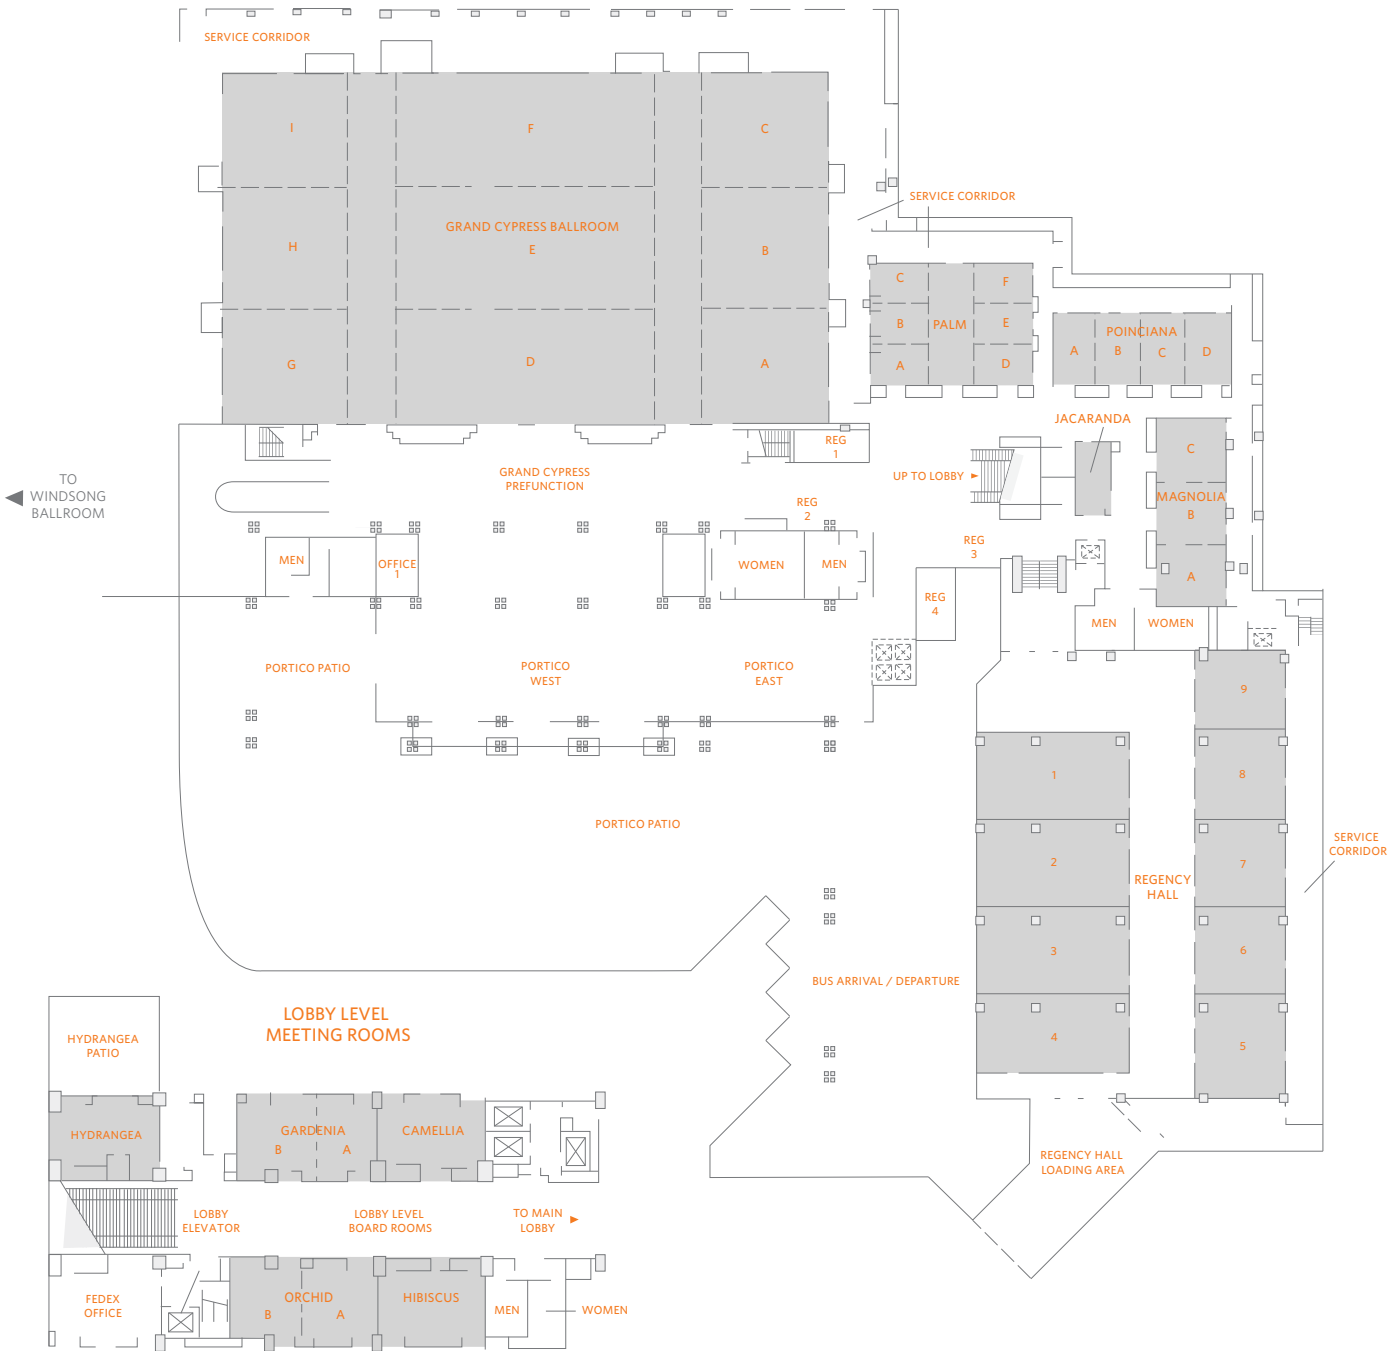 SERVICE CORRIDOR
I
F
C
SERVICE CORRIDOR
GRAND CYPRESS BALLROOM
H
E
B
C
F
B
PALM
E
POINCIANA
A
B
C
D
G
D
A
A
D
JACARANDA
REG
1
C
GRAND CYPRESS
PREFUNCTION
UP TO LOBBY
TO
WINDSONG
BALLROOM
MAGNOLIA
B
REG
2
REG
3
MEN
OFFICE
1
WOMEN
MEN
A
REG
4
MEN
WOMEN
PORTICO PATIO
PORTICO
WEST
PORTICO
EAST
9
1
8
PORTICO PATIO
SERVICE
CORRIDOR
2
7
REGENCY
HALL
3
6
BUS ARRIVAL / DEPARTURE
4
5
LOBBY LEVEL
MEETING ROOMS
HYDRANGEA
PATIO
HYDRANGEA
GARDENIA
B
A
CAMELLIA
REGENCY HALL
LOADING AREA
LOBBY
ELEVATOR
LOBBY LEVEL
BOARD ROOMS
TO MAIN
LOBBY
FEDEX
OFFICE
ORCHID
B
A
HIBISCUS
MEN
WOMEN